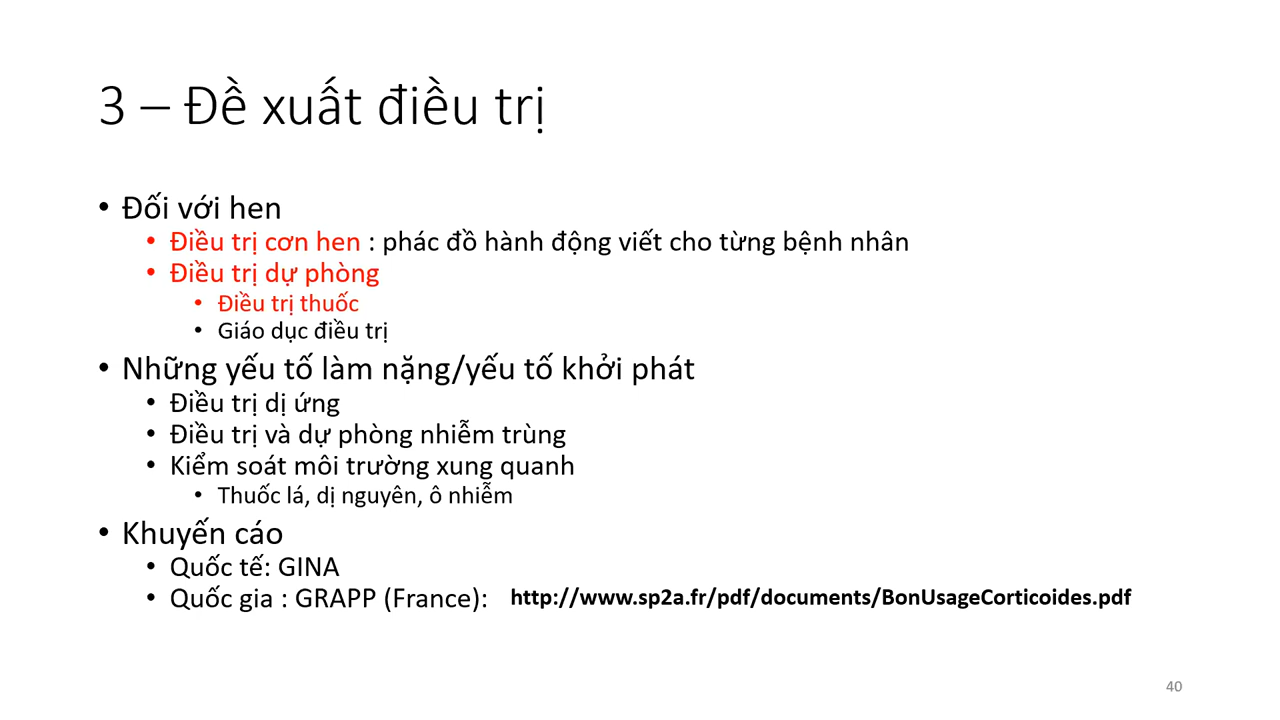 3 – Đề xuất điều trị
• Đối với hen
• Điều trị cơn hen : phác đồ hành động viết cho từng bệnh nhân
• Điều trị dự phòng
• Điều trị thuốc
• Giáo dục điều trị
• Những yếu tố làm nặng/yếu tố khởi phát
• Điều trị dị ứng
• Điều trị và dự phòng nhiễm trùng
• Kiểm soát môi trường xung quanh
• Thuốc lá, dị nguyên, ô nhiễm
• Khuyến cáo
• Quốc tế: GINA
• Quốc gia : GRAPP (France): http://www.sp2a.fr/pdf/documents/BonUsageCorticoides.pdf
40